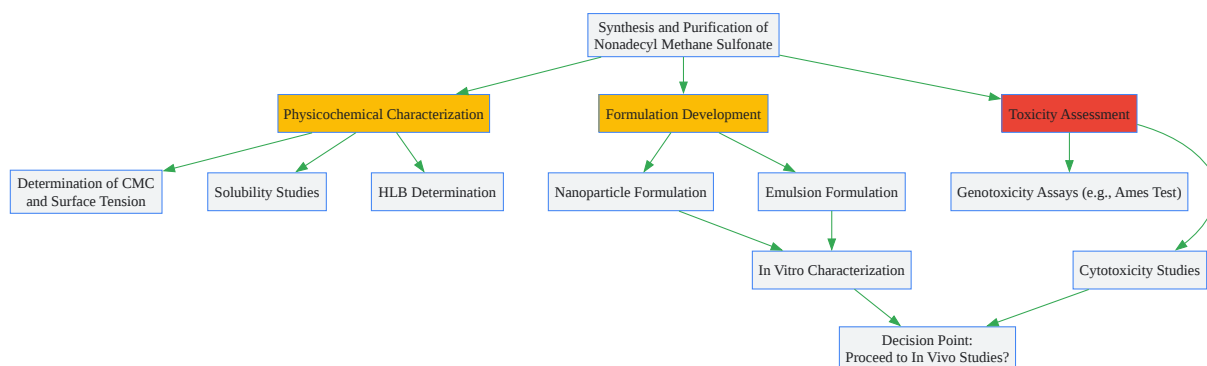 Synthesis and Purification of
Nonadecyl Methane Sulfonate
Physicochemical Characterization
Formulation Development
Toxicity Assessment
Determination of CMC
and Surface Tension
Solubility Studies
HLB Determination
Nanoparticle Formulation
Emulsion Formulation
Genotoxicity Assays (e.g., Ames Test)
In Vitro Characterization
Cytotoxicity Studies
Decision Point:
Proceed to In Vivo Studies?